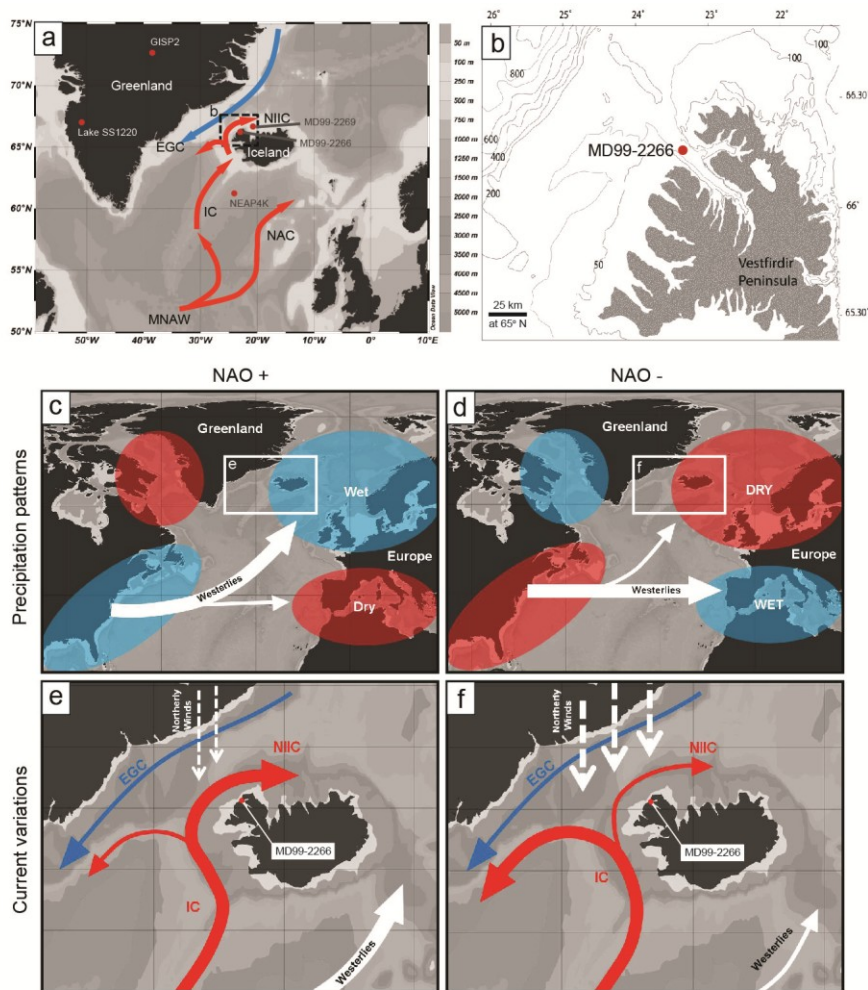 a
75°N
70°N
65°N
60°N
55°N
50°N
GISP2
Greenland
Lake SS1220
b
NIIC
MD99-2269
MD99-2266
EGC
Iceland
IC
NEAP4K
NAC
MNAW
50°W
40°W
30°W
20°W
10°W
0°
10°E
Ocean Data View
50 m
250 m
500 m
750 m
1000 m
1250 m
1500 m
1750 m
2000 m
2500 m
3000 m
3500 m
4000 m
4500 m
5000 m
b
26°
25°
24°
23°
22°
800
600
400
200
100
100
66.30°
MD99-2266
66°
100
50
Vestfirdir
Peninsula
25 km
at 65° N
65.30°
NAO +
NAO -
Precipitation patterns
c
Greenland
e
Wet
Europe
Westerlies
Dry
d
Greenland
f
DRY
Europe
Westerlies
WET
Current variations
e
Northerly
Winds
EGC
NIIC
MD99-2266
IC
Westerlies
f
Northerly
Winds
EGC
NIIC
MD99-2266
IC
Westerlies